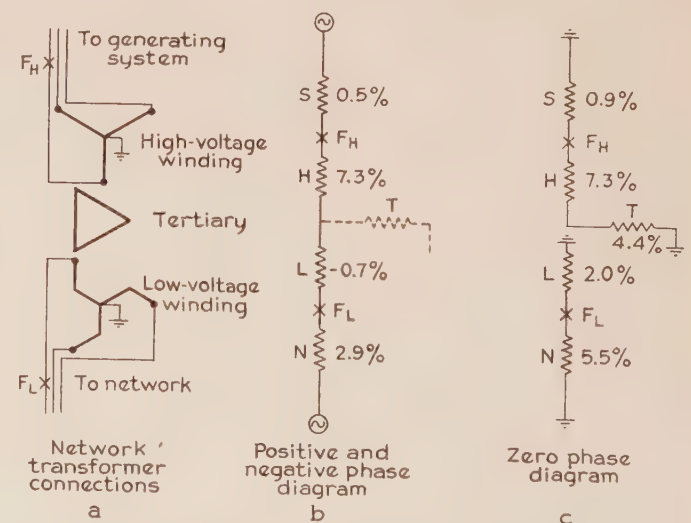 To generating
system
F_H
High-voltage
winding
Tertiary
Low-voltage
winding
F_L
To network
Network
transformer
connections
a
S 0.5%
F_H
H 7.3%
T
L -0.7%
F_L
N 2.9%
Positive and
negative phase
diagram
b
S 0.9%
F_H
H 7.3%
T
4.4%
L 2.0%
F_L
N 5.5%
Zero phase
diagram
c